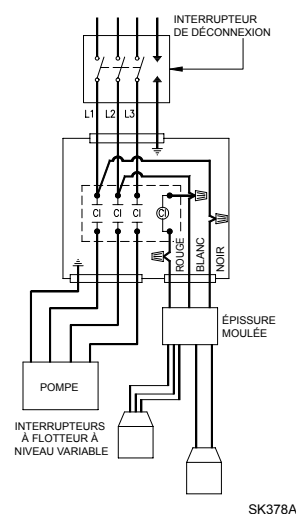 INTERRUPTEUR
DE DÉCONNEXION
L1 L2 L3
CI CI CI CI
ROUGE
BLANC
NOIR
ÉPISSURE
MOULÉE
POMPE
INTERRUPTEURS
À FLOTTEUR À
NIVEAU VARIABLE
SK378A